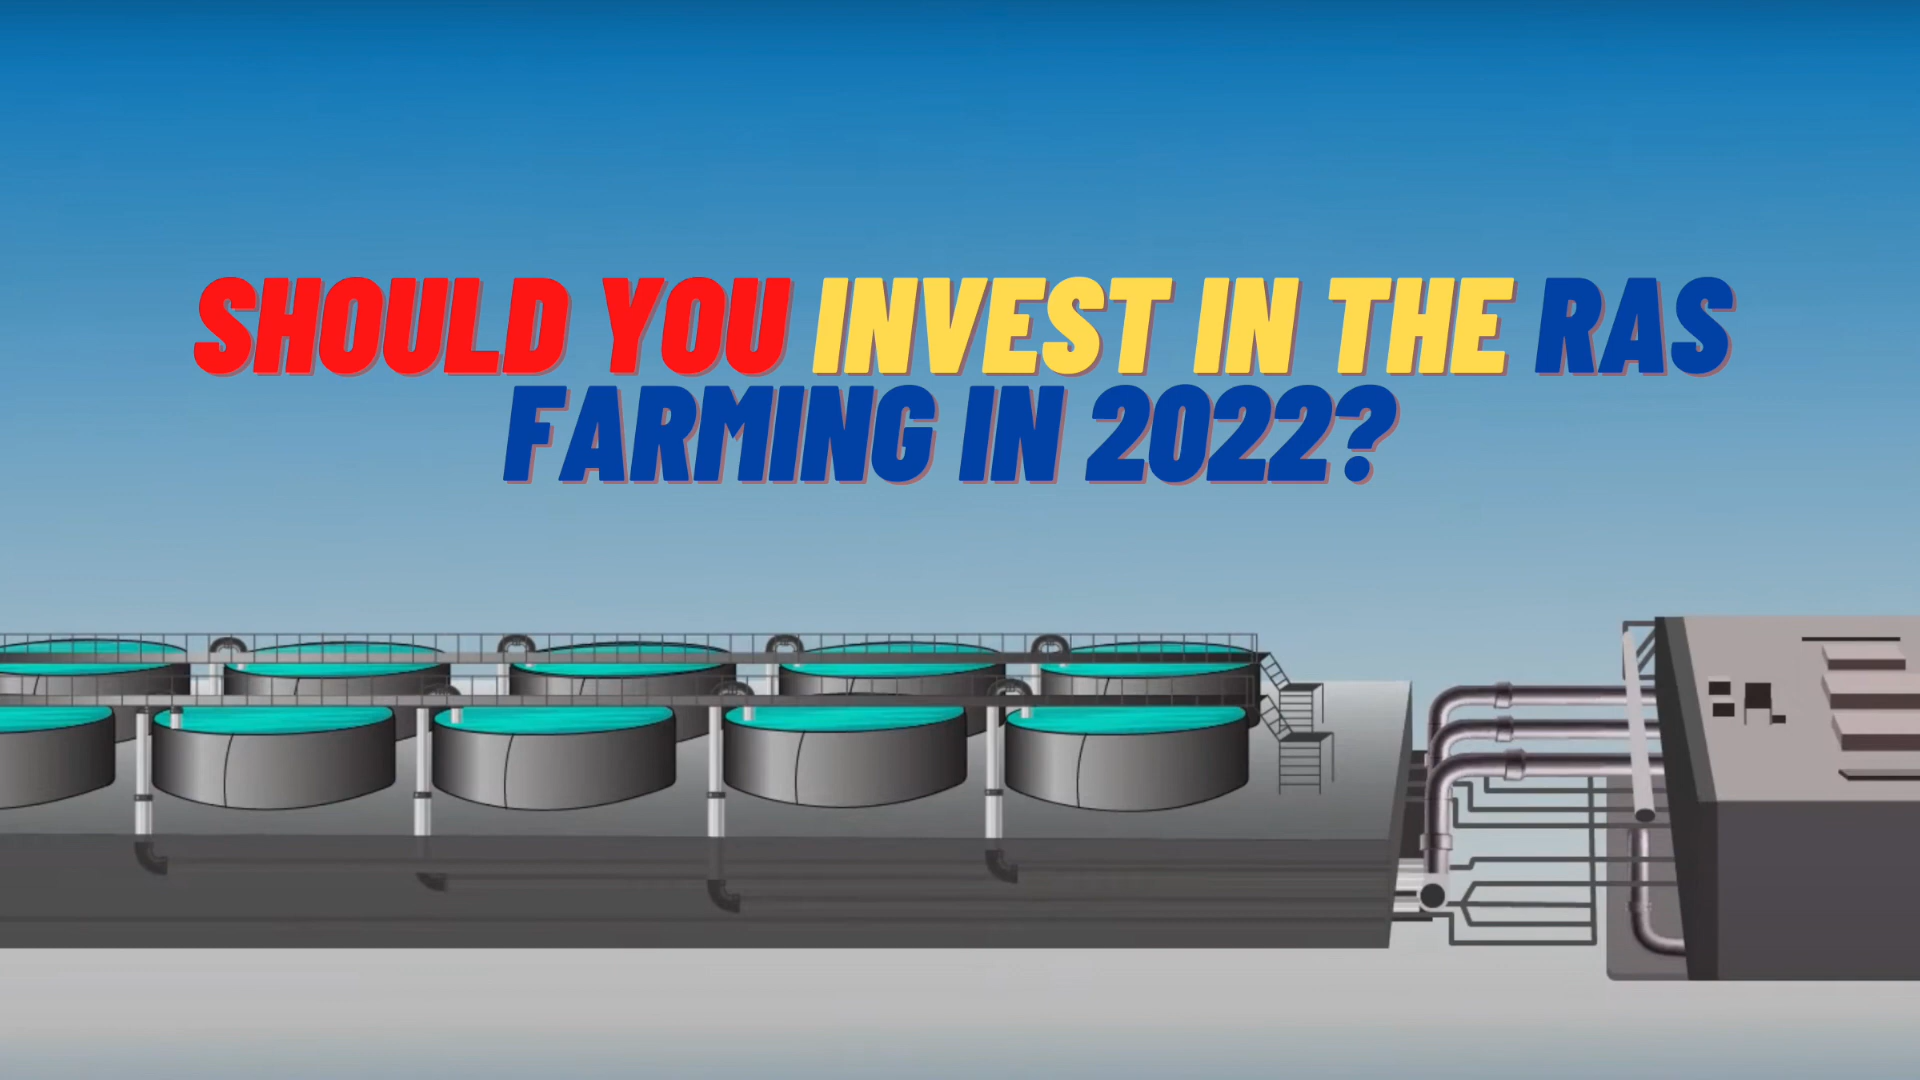 SHOULD YOU INVEST IN THE RAS
FARMING IN 2022?